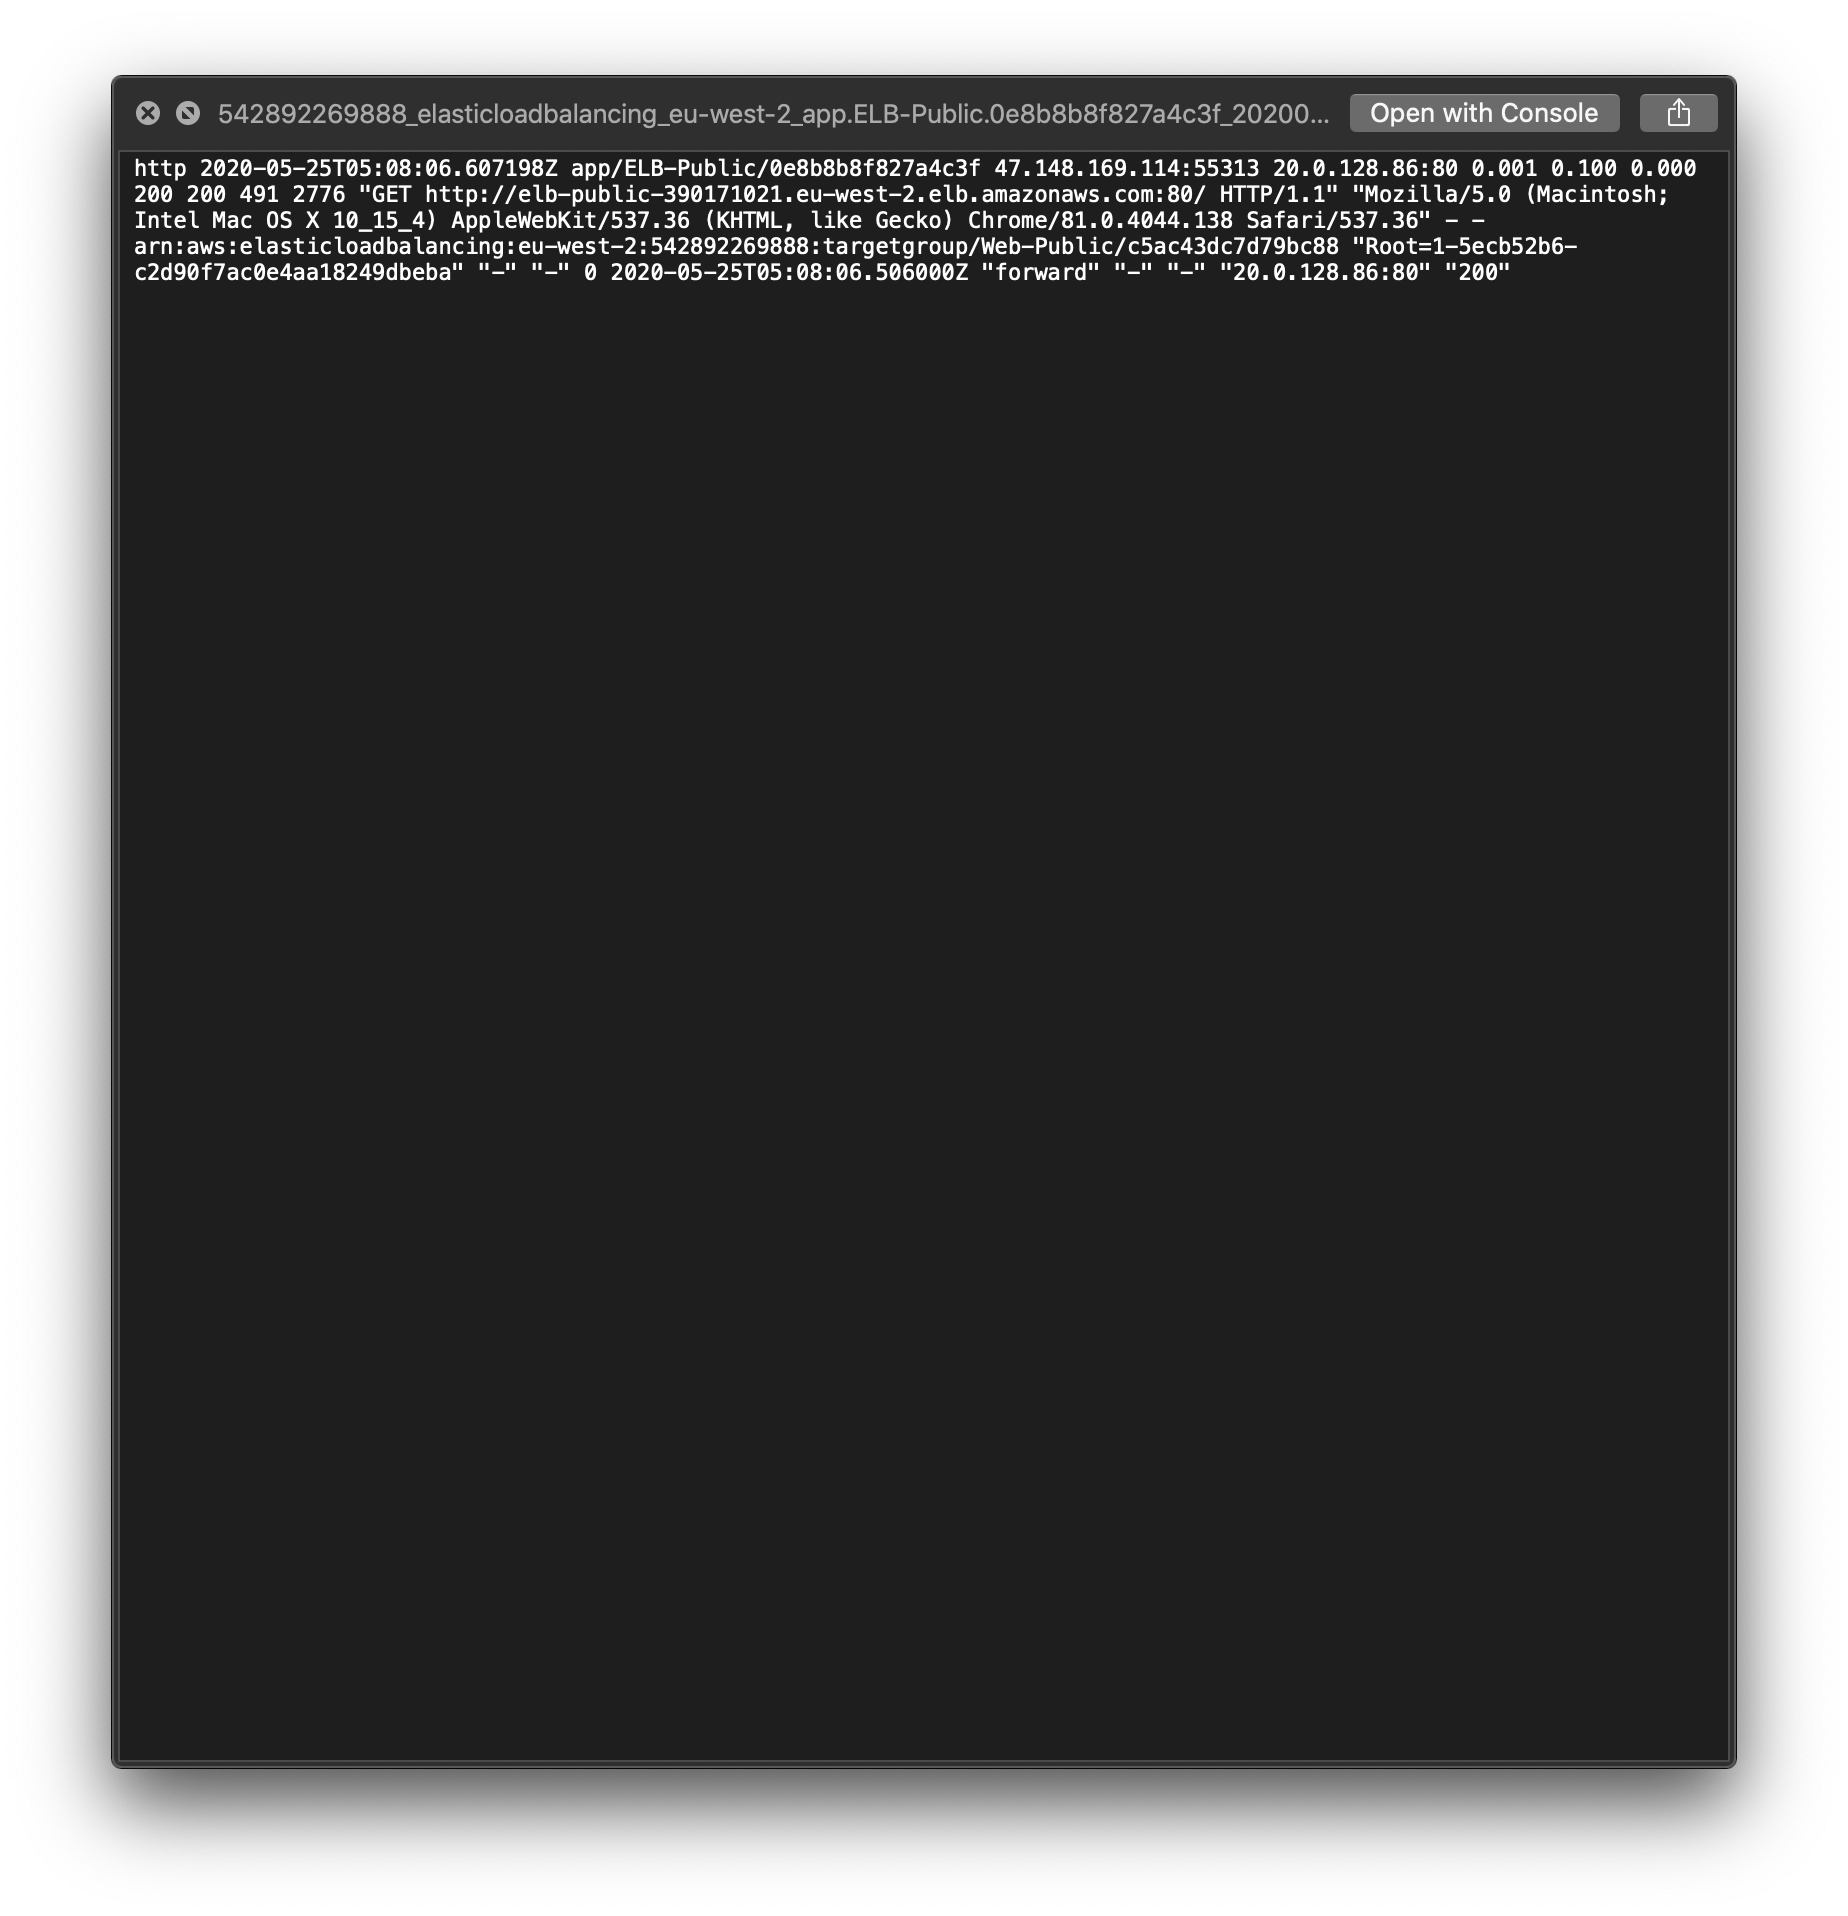 542892269888_elasticloadbalancing_eu-west-2_app.ELB-Public.0e8b8b8f827a4c3f_20200... Open with Console
http 2020-05-25T05:08:06.607198Z app/ELB-Public/0e8b8b8f827a4c3f 47.148.169.114:55313 20.0.128.86:80 0.001 0.100 0.000
200 200 491 2776 "GET http://elb-public-390171021.eu-west-2.elb.amazonaws.com:80/ HTTP/1.1" "Mozilla/5.0 (Macintosh;
Intel Mac OS X 10_15_4) AppleWebKit/537.36 (KHTML, like Gecko) Chrome/81.0.4044.138 Safari/537.36" - -
arn:aws:elasticloadbalancing:eu-west-2:542892269888:targetgroup/Web-Public/c5ac43dc7d79bc88 "Root=1-5ecb52b6-
c2d90f7ac0e4aa18249dbeba" "-" "-" 0 2020-05-25T05:08:06.506000Z "forward" "-" "-" "20.0.128.86:80" "200"